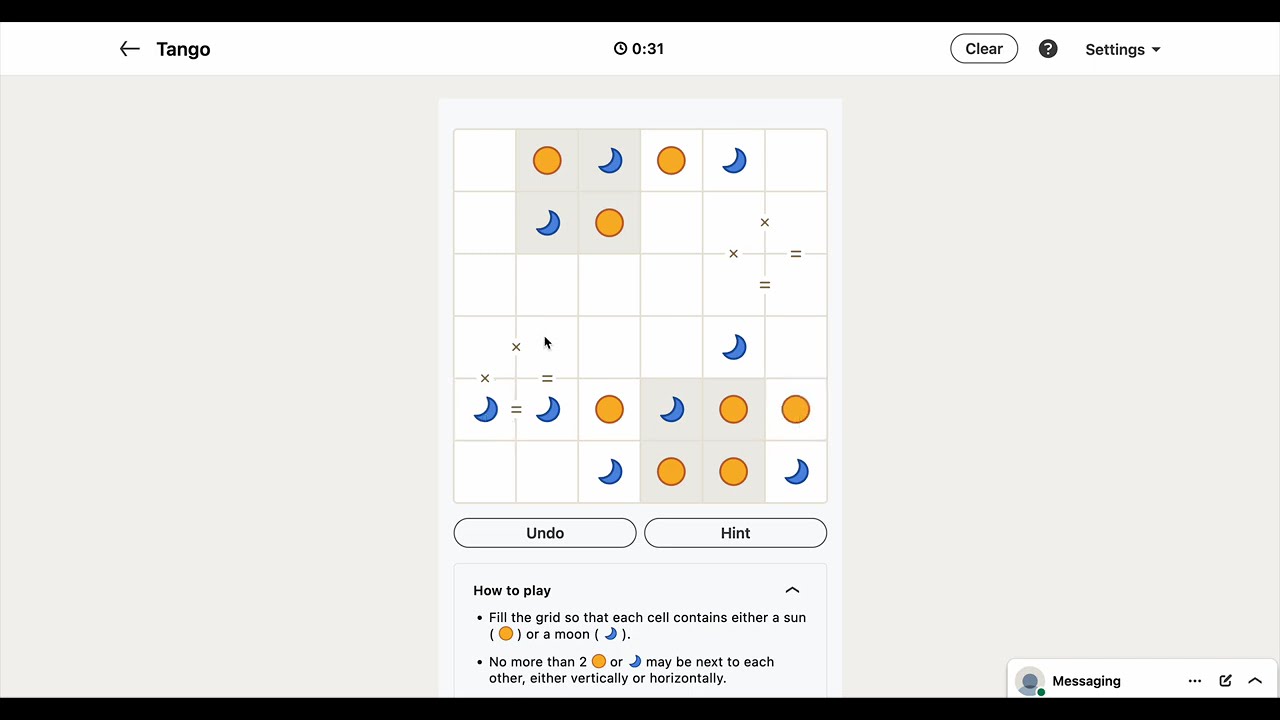 Tango
0:31
Clear
?
Settings
×
× =
=
×
× =
=
Undo
Hint
How to play
• Fill the grid so that each cell contains either a sun
( ) or a moon ( ).
• No more than 2 or may be next to each
other, either vertically or horizontally.
Messaging